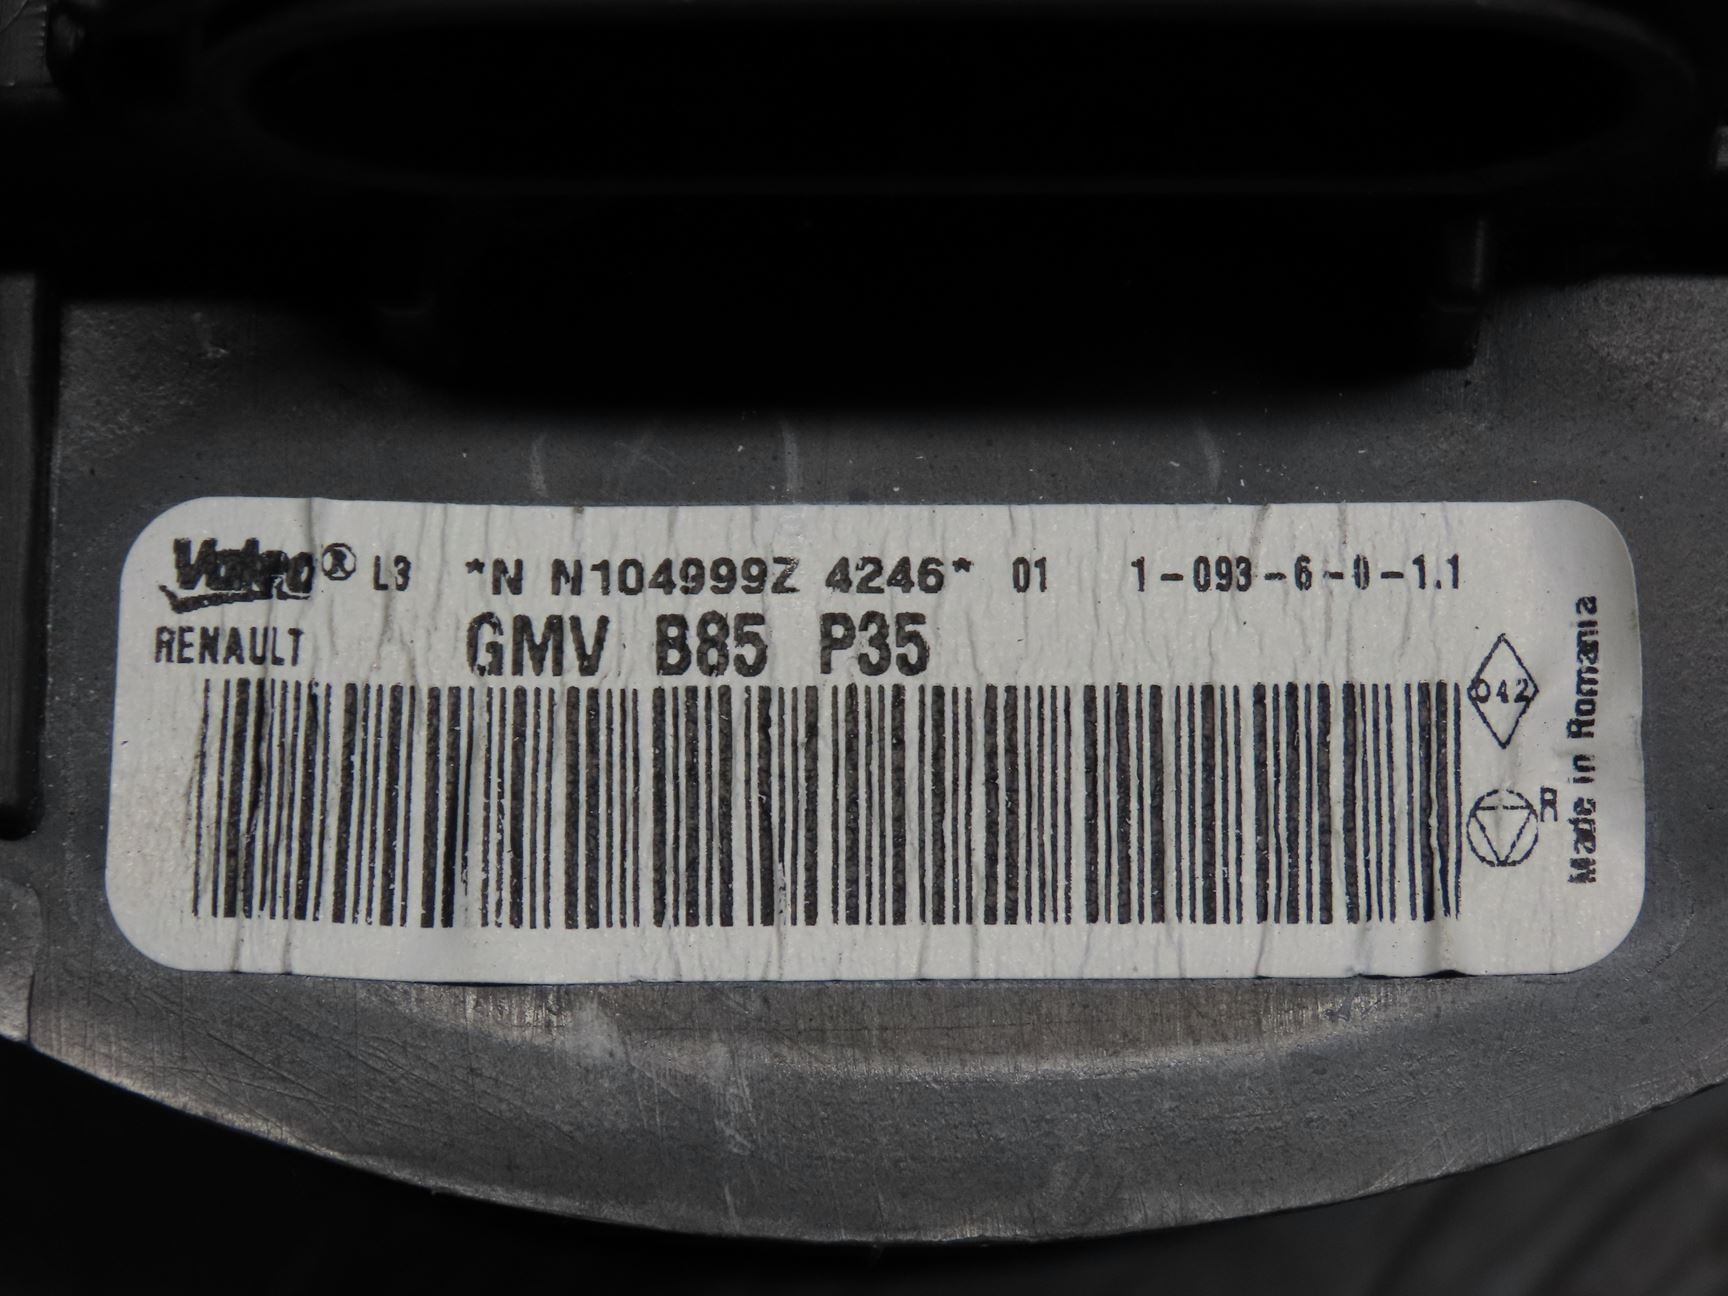 Valeo® L3 *N N104999Z 4246* 01 1-093-6-0-1.1
RENAULT GMV B85 P35
042
R
Made in Romania